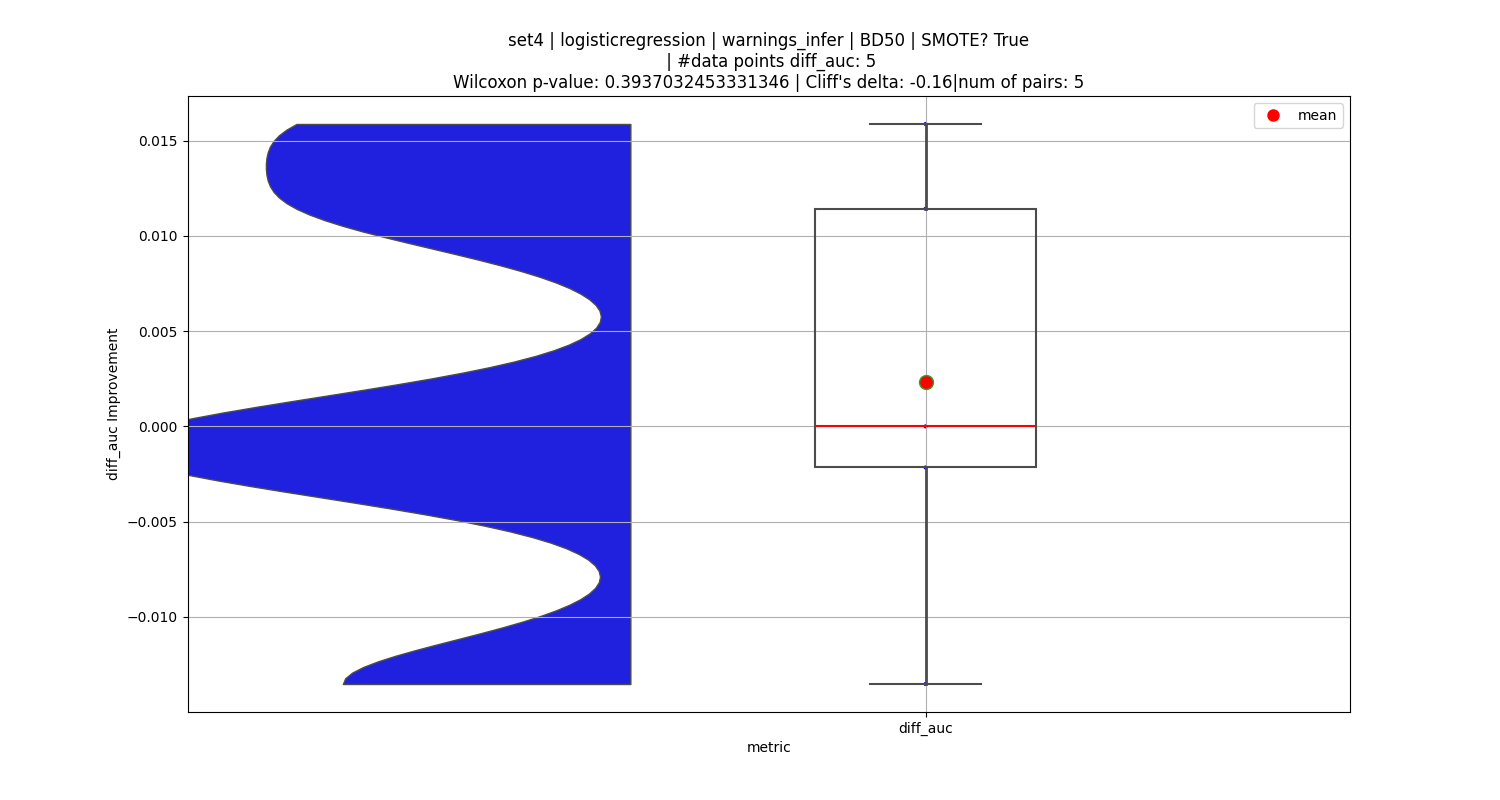 set4 | logisticregression | warnings_infer | BD50 | SMOTE? True
| #data points diff_auc: 5
Wilcoxon p-value: 0.3937032453331346 | Cliff's delta: -0.16|num of pairs: 5
mean
0.015
0.010
0.005
0.000
−0.005
−0.010
diff_auc Improvement
diff_auc
metric